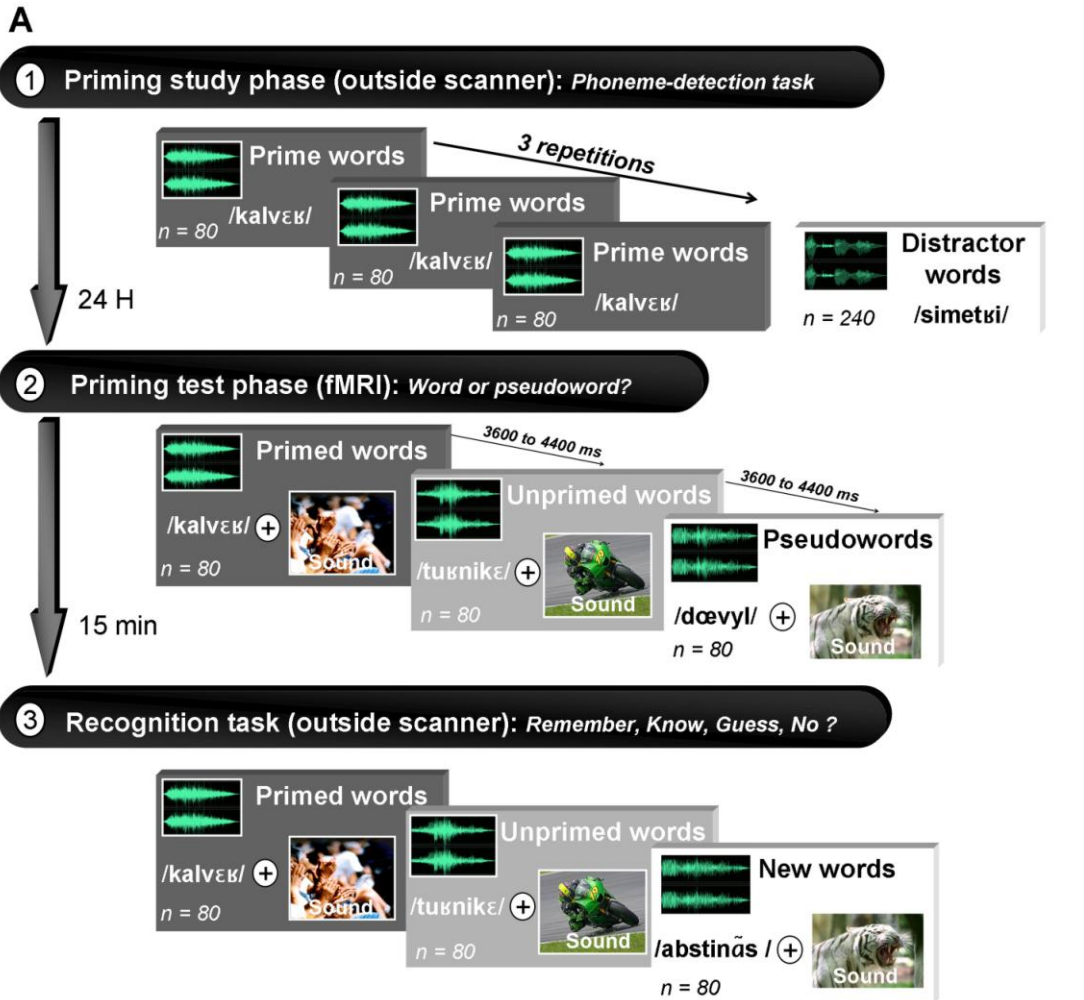 A
1 Priming study phase (outside scanner): Phoneme-detection task
3 repetitions
Prime words
/kalvɛʁ/
n = 80
Prime words
/kalvɛʁ/
n = 80
Prime words
/kalvɛʁ/
n = 80
Distractor
words
n = 240 /simetʁi/
24 H
2 Priming test phase (fMRI): Word or pseudoword?
3600 to 4400 ms
3600 to 4400 ms
Primed words
/kalvɛʁ/ +
Sound
n = 80
Unprimed words
/tuʁnikɛ/ +
Sound
n = 80
Pseudowords
/dœvyl/ +
Sound
n = 80
15 min
3 Recognition task (outside scanner): Remember, Know, Guess, No ?
Primed words
/kalvɛʁ/ +
Sound
n = 80
Unprimed words
/tuʁnikɛ/ +
Sound
n = 80
New words
/abstinɑ̃s / +
Sound
n = 80